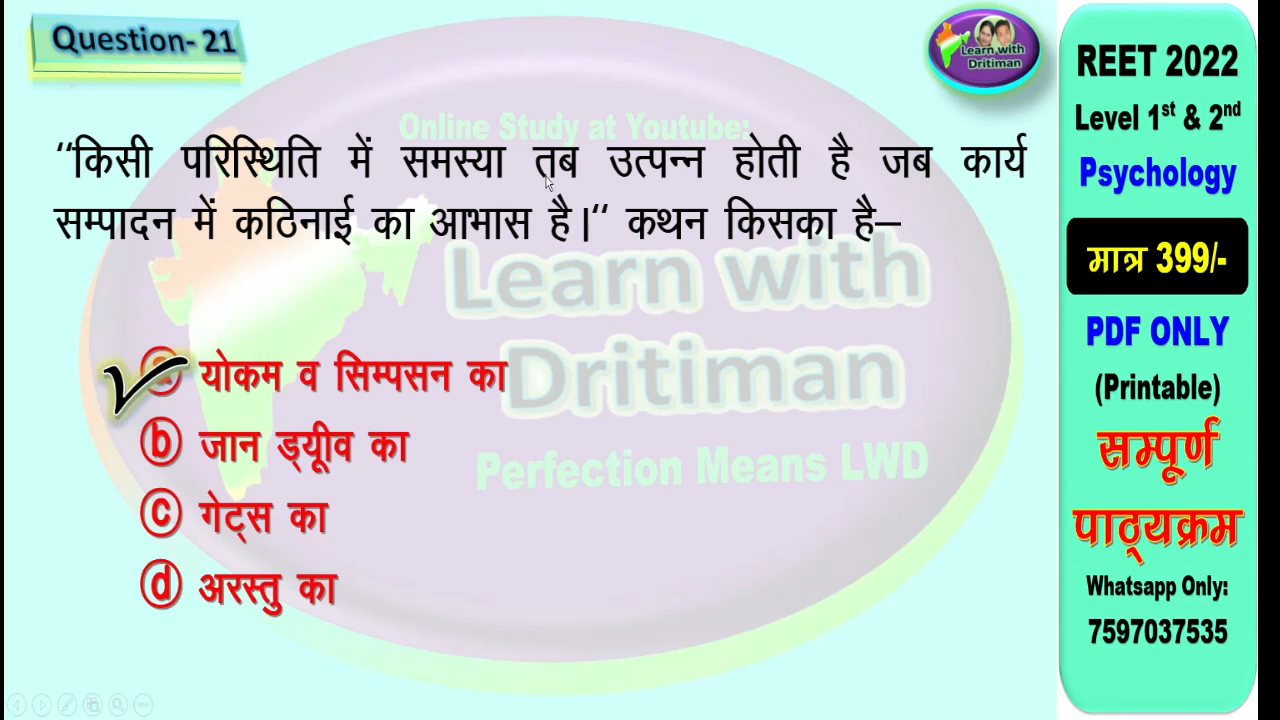 Question- 21
Learn with
Dritiman
Online Study at Youtube:
“किसी परिस्थिति में समस्या तब उत्पन्न होती है जब कार्य
सम्पादन में कठिनाई का आभास है।“ कथन किसका है–
Learn with
Dritiman
Perfection Means LWD
ⓐ योकम व सिम्पसन का
ⓑ जान ड्यूीव का
ⓒ गेट्स का
ⓓ अरस्तु का
REET 2022
Level 1st & 2nd
Psychology
मात्र 399/-
PDF ONLY
(Printable)
सम्पूर्ण
पाठ्यक्रम
Whatsapp Only:
7597037535